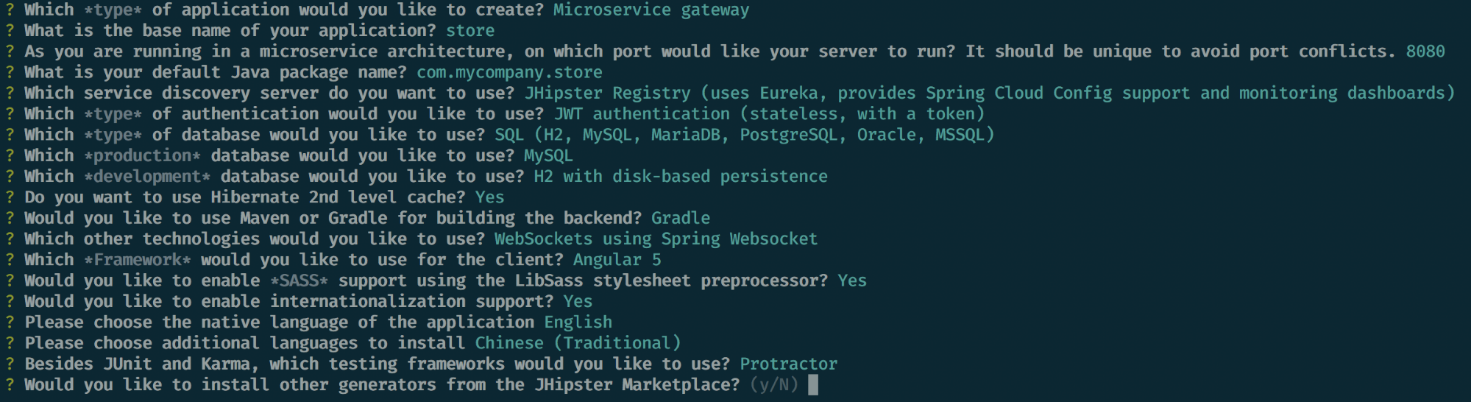 ? Which *type* of application would you like to create? Microservice gateway
? What is the base name of your application? store
? As you are running in a microservice architecture, on which port would like your server to run? It should be unique to avoid port conflicts. 8080
? What is your default Java package name? com.mycompany.store
? Which service discovery server do you want to use? JHipster Registry (uses Eureka, provides Spring Cloud Config support and monitoring dashboards)
? Which *type* of authentication would you like to use? JWT authentication (stateless, with a token)
? Which *type* of database would you like to use? SQL (H2, MySQL, MariaDB, PostgreSQL, Oracle, MSSQL)
? Which *production* database would you like to use? MySQL
? Which *development* database would you like to use? H2 with disk-based persistence
? Do you want to use Hibernate 2nd level cache? Yes
? Would you like to use Maven or Gradle for building the backend? Gradle
? Which other technologies would you like to use? WebSockets using Spring Websocket
? Which *Framework* would you like to use for the client? Angular 5
? Would you like to enable *SASS* support using the LibSass stylesheet preprocessor? Yes
? Would you like to enable internationalization support? Yes
? Please choose the native language of the application English
? Please choose additional languages to install Chinese (Traditional)
? Besides JUnit and Karma, which testing frameworks would you like to use? Protractor
? Would you like to install other generators from the JHipster Marketplace? (y/N)